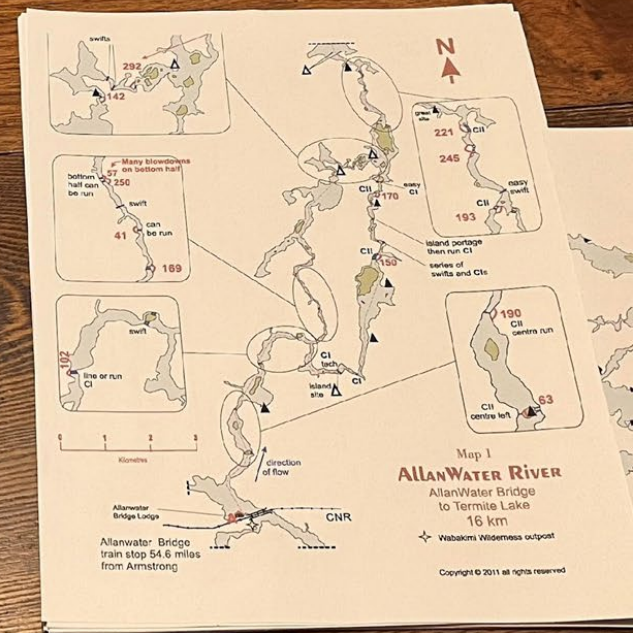 swifts
292
142
N
great
site
221
CII
245
easy
swift
CII
193
CII
170
easy
CI
Many blowdowns
on bottom half
57
250
bottom
half can
be run
swift
can
be run
41
169
island portage
then run CI
CII
150
series of
swifts and CIs
swift
102
line or run
CI
CI
tech
island
site
CI
190
CII
centre run
63
CII
centre left
0 1 2 3
Kilometres
direction
of flow
Map 1
ALLANWATER RIVER
AllanWater Bridge
to Termite Lake
16 km
Wabakimi Wilderness outpost
Allanwater
Bridge Lodge
CNR
Allanwater Bridge
train stop 54.6 miles
from Armstrong
Copyright © 2011 all rights reserved